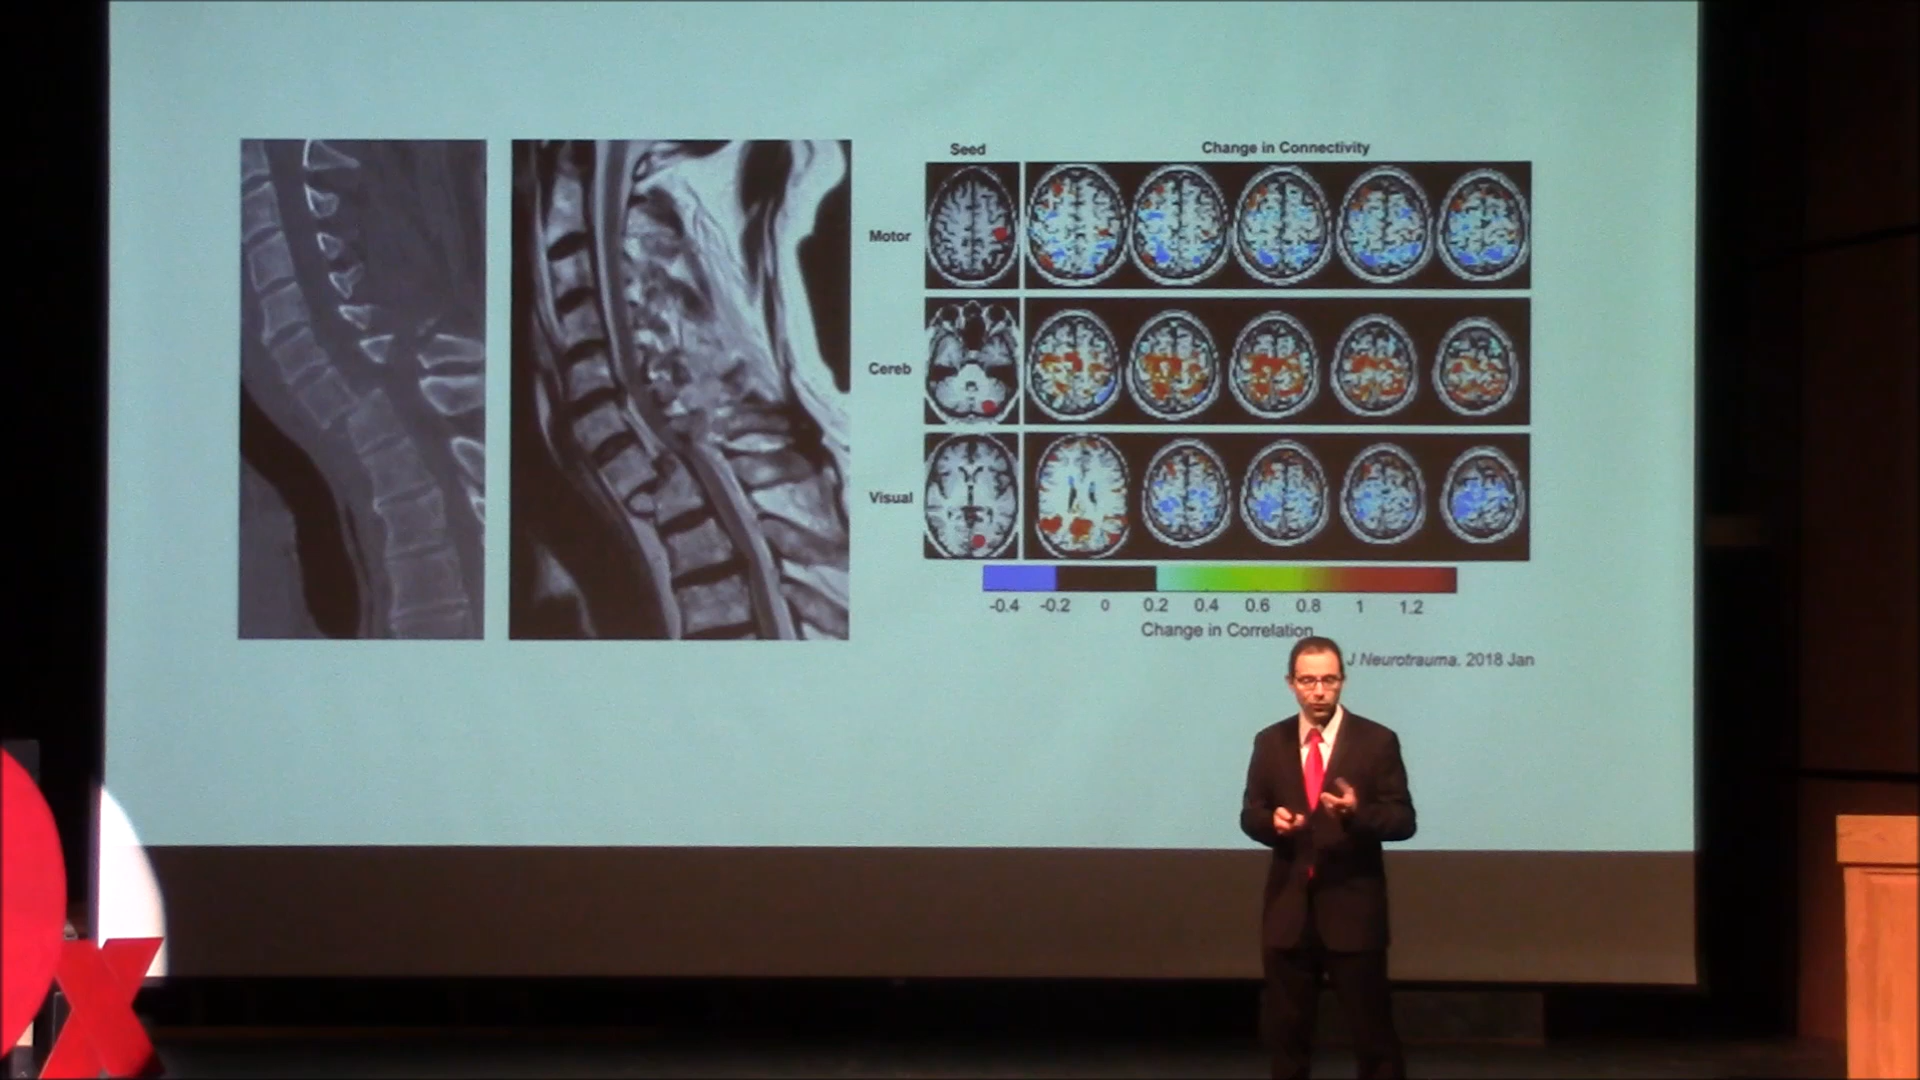 Seed
Change in Connectivity
Motor
Cereb
Visual
-0.4 -0.2 0 0.2 0.4 0.6 0.8 1 1.2
Change in Correlation
J Neurotrauma. 2018 Jan
X